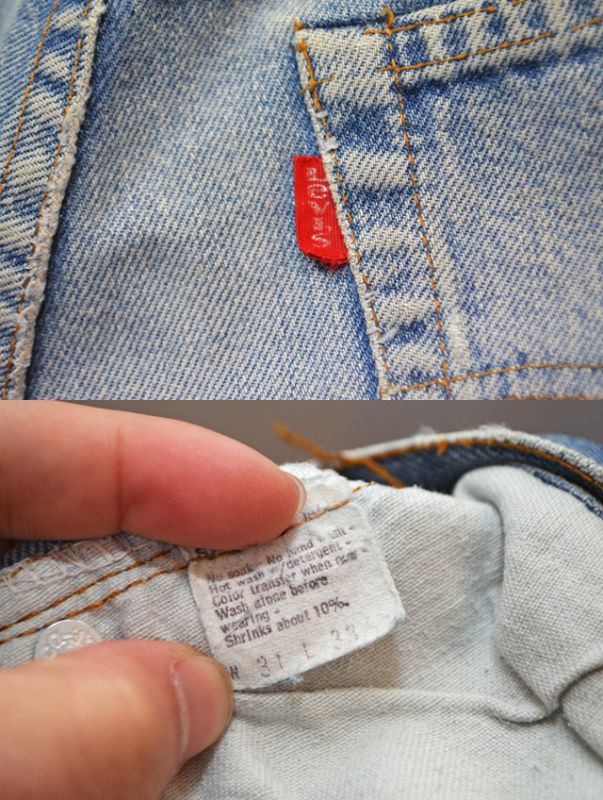 LeVI'S
No soak - No hand wash -
Hot wash w/detergent -
Color transfer when new -
Wash alone before
wearing -
Shrinks about 10%.
W 31 L 33